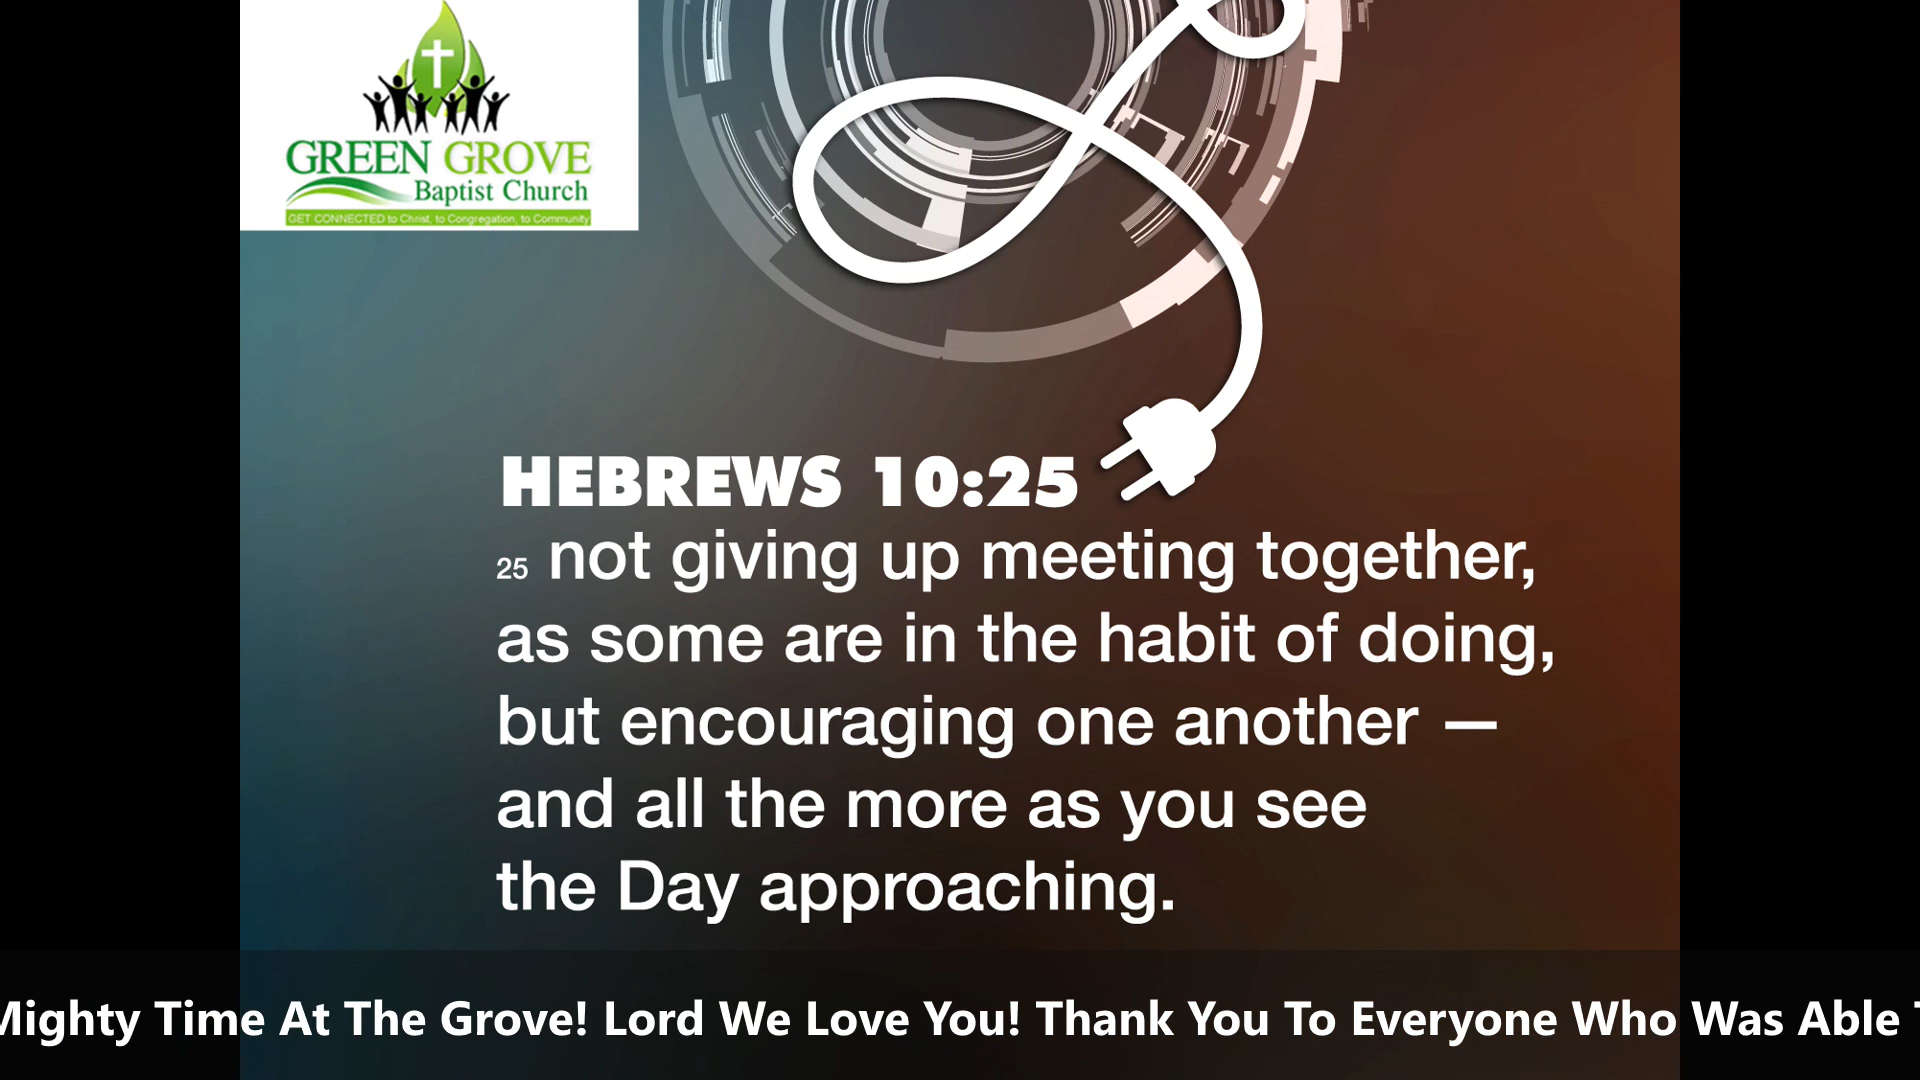 GREEN GROVE
Baptist Church
GET CONNECTED to Christ, to Congregation, to Community
HEBREWS 10:25
25 not giving up meeting together,
as some are in the habit of doing,
but encouraging one another —
and all the more as you see
the Day approaching.
Mighty Time At The Grove! Lord We Love You! Thank You To Everyone Who Was Able